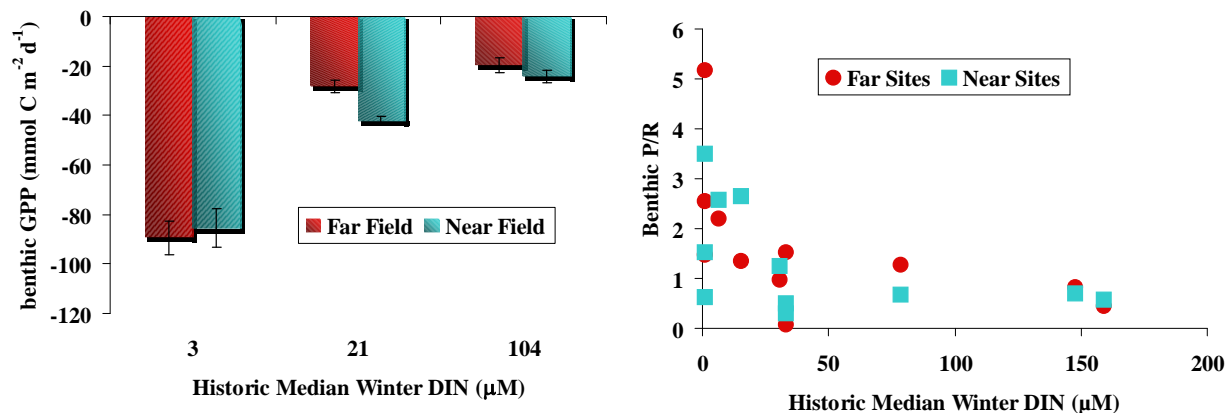 0
-20
-40
-60
-80
-100
-120
benthic GPP (mmol C m⁻² d⁻¹)
Far Field
Near Field
3
21
104
Historic Median Winter DIN (μM)
6
5
4
3
2
1
0
Benthic P/R
Far Sites
Near Sites
0
50
100
150
200
Historic Median Winter DIN (μM)